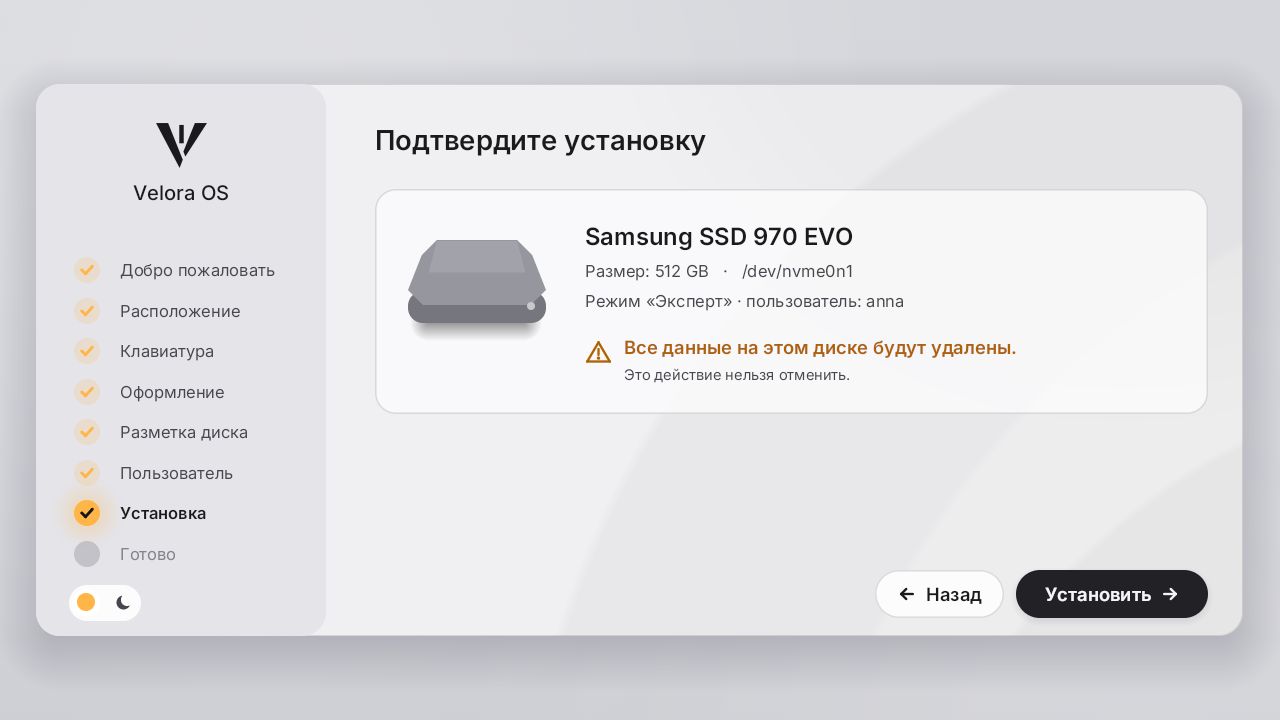 Velora OS
Добро пожаловать
Расположение
Клавиатура
Оформление
Разметка диска
Пользователь
Установка
Готово
Подтвердите установку
Samsung SSD 970 EVO
Размер: 512 GB · /dev/nvme0n1
Режим «Эксперт» · пользователь: anna
Все данные на этом диске будут удалены.
Это действие нельзя отменить.
Назад
Установить